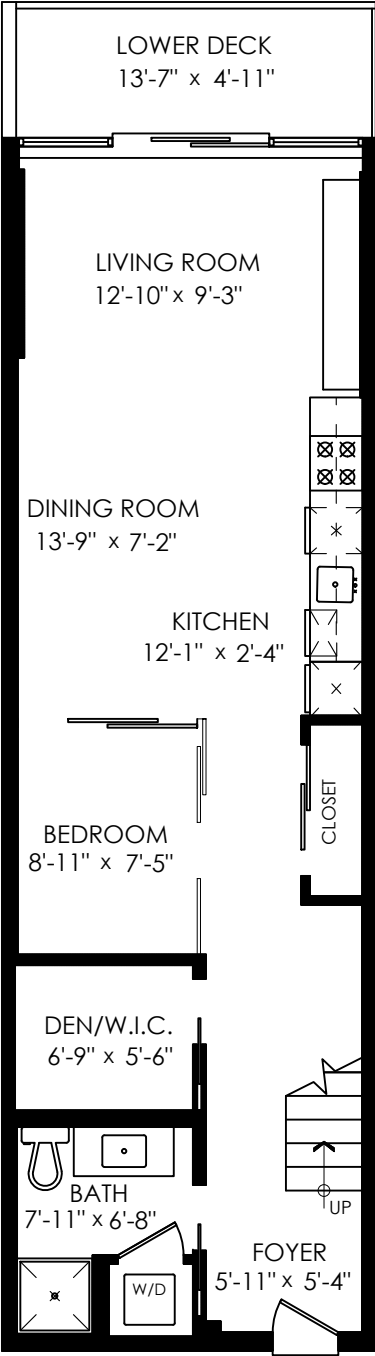 LOWER DECK
13'-7" x 4'-11"
LIVING ROOM
12'-10" x 9'-3"
DINING ROOM
13'-9" x 7'-2"
KITCHEN
12'-1" x 2'-4"
CLOSET
BEDROOM
8'-11" x 7'-5"
DEN/W.I.C.
6'-9" x 5'-6"
UP
BATH
7'-11" x 6'-8"
FOYER
5'-11" x 5'-4"
W/D